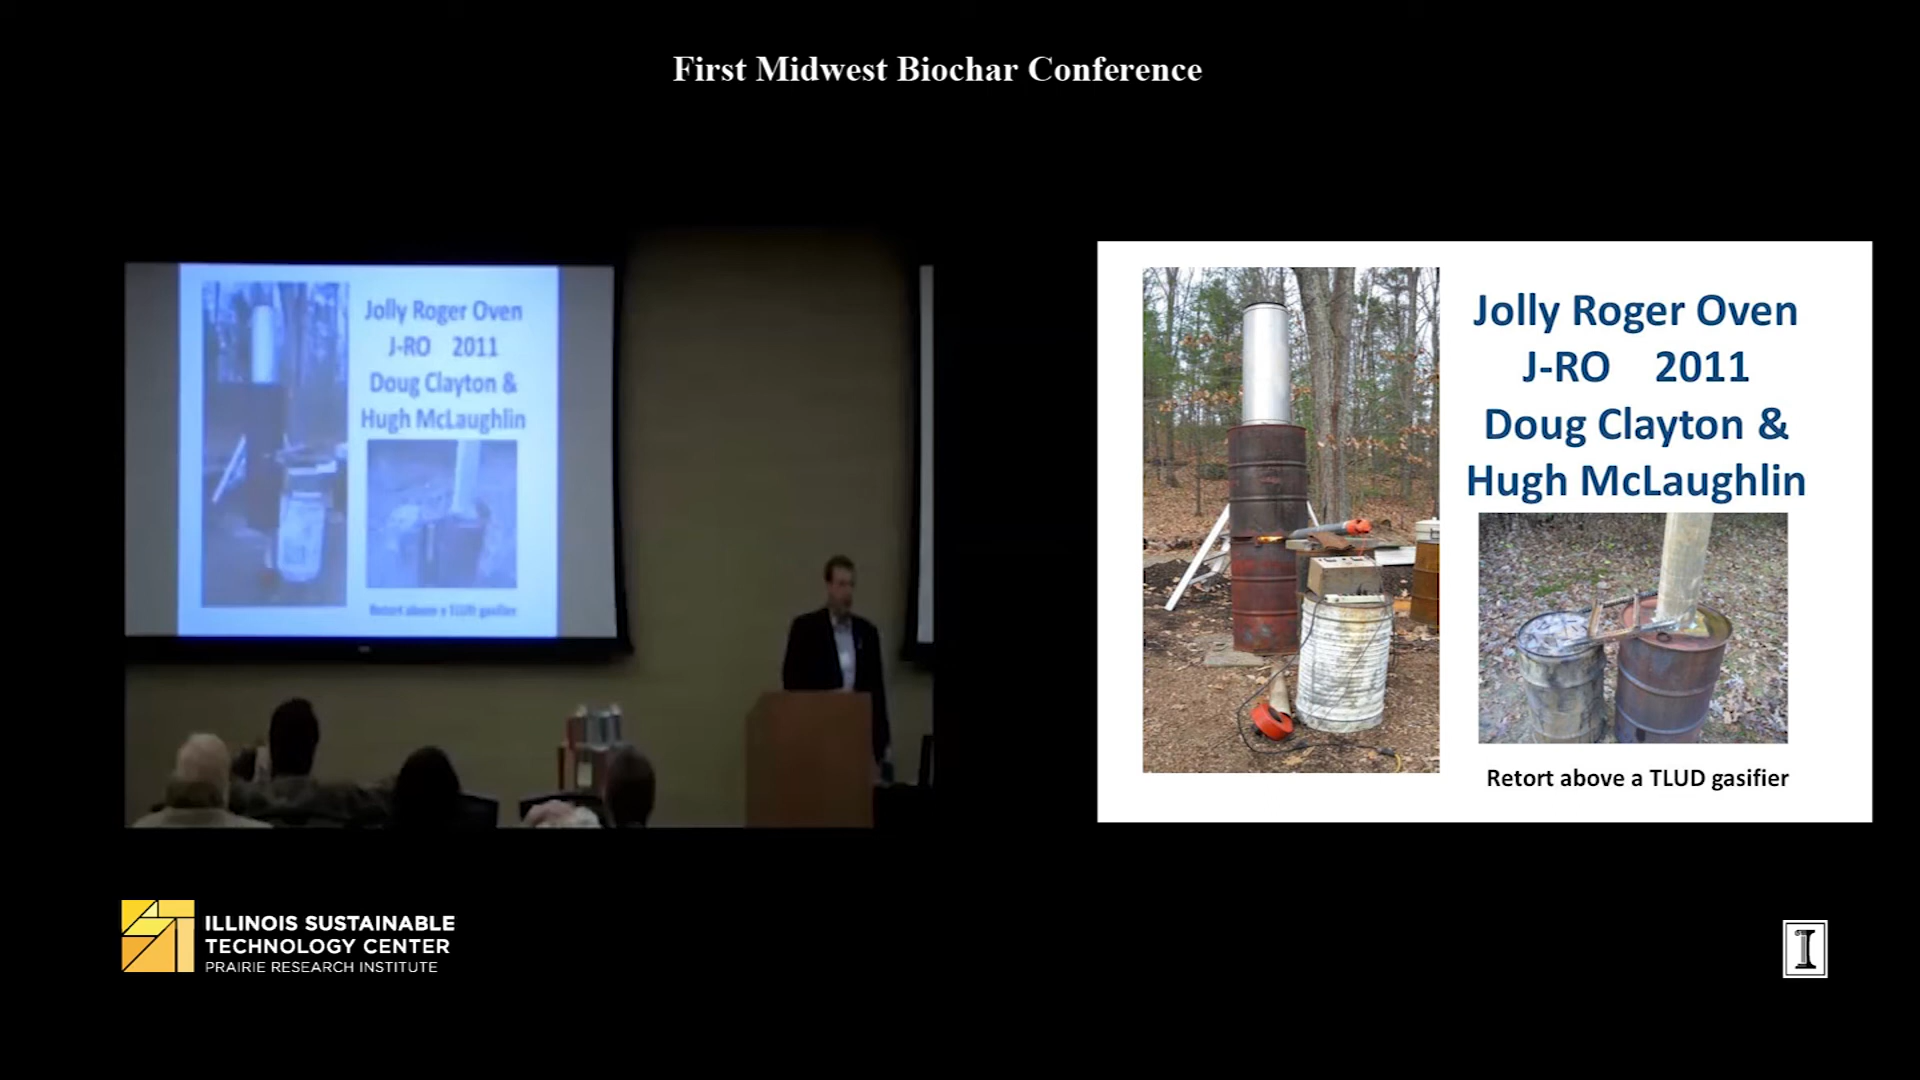 First Midwest Biochar Conference
Jolly Roger Oven
J-RO 2011
Doug Clayton &
Hugh McLaughlin
Retort above a TLUD gasifier
Jolly Roger Oven
J-RO 2011
Doug Clayton &
Hugh McLaughlin
Retort above a TLUD gasifier
ILLINOIS SUSTAINABLE
TECHNOLOGY CENTER
PRAIRIE RESEARCH INSTITUTE
I